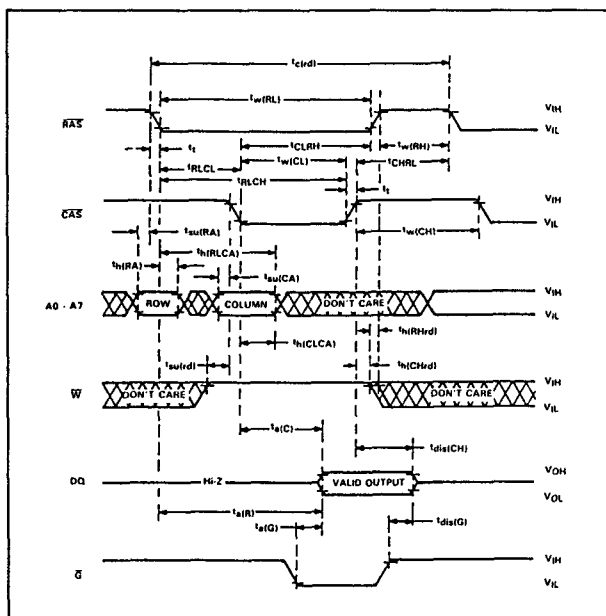 tc(rd)
tw(RL)
VIH
RAS
VIL
tCLRH
tw(RH)
tt
tRLCL
tw(CL)
tCHRL
tRLCH
tt
VIH
CAS
VIL
tsu(RA)
tw(CH)
th(RLCA)
th(RA)
tsu(CA)
VIH
A0 - A7
ROW
COLUMN
DON'T CARE
VIL
th(RHrd)
th(CLCA)
th(CHrd)
tsu(rd)
VIH
W
DON'T CARE
DON'T CARE
VIL
ta(C)
tdis(CH)
VOH
DQ
Hi-Z
VALID OUTPUT
VOL
ta(R)
ta(G)
tdis(G)
VIH
G
VIL